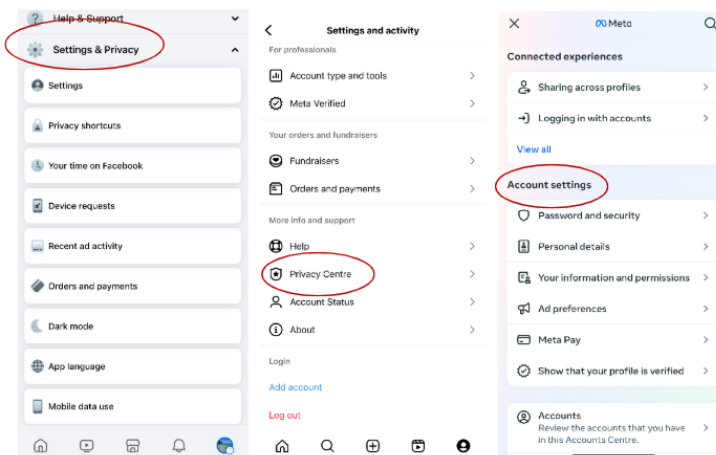 Help & Support
Settings & Privacy
Settings
Privacy shortcuts
Your time on Facebook
Device requests
Recent ad activity
Orders and payments
Dark mode
App language
Mobile data use
Settings and activity
For professionals
Account type and tools
Meta Verified
Your orders and fundraisers
Fundraisers
Orders and payments
More info and support
Help
Privacy Centre
Account Status
About
Login
Add account
Log out
Meta
Connected experiences
Sharing across profiles
Logging in with accounts
View all
Account settings
Password and security
Personal details
Your information and permissions
Ad preferences
Meta Pay
Show that your profile is verified
Accounts
Review the accounts that you have
in this Accounts Centre.